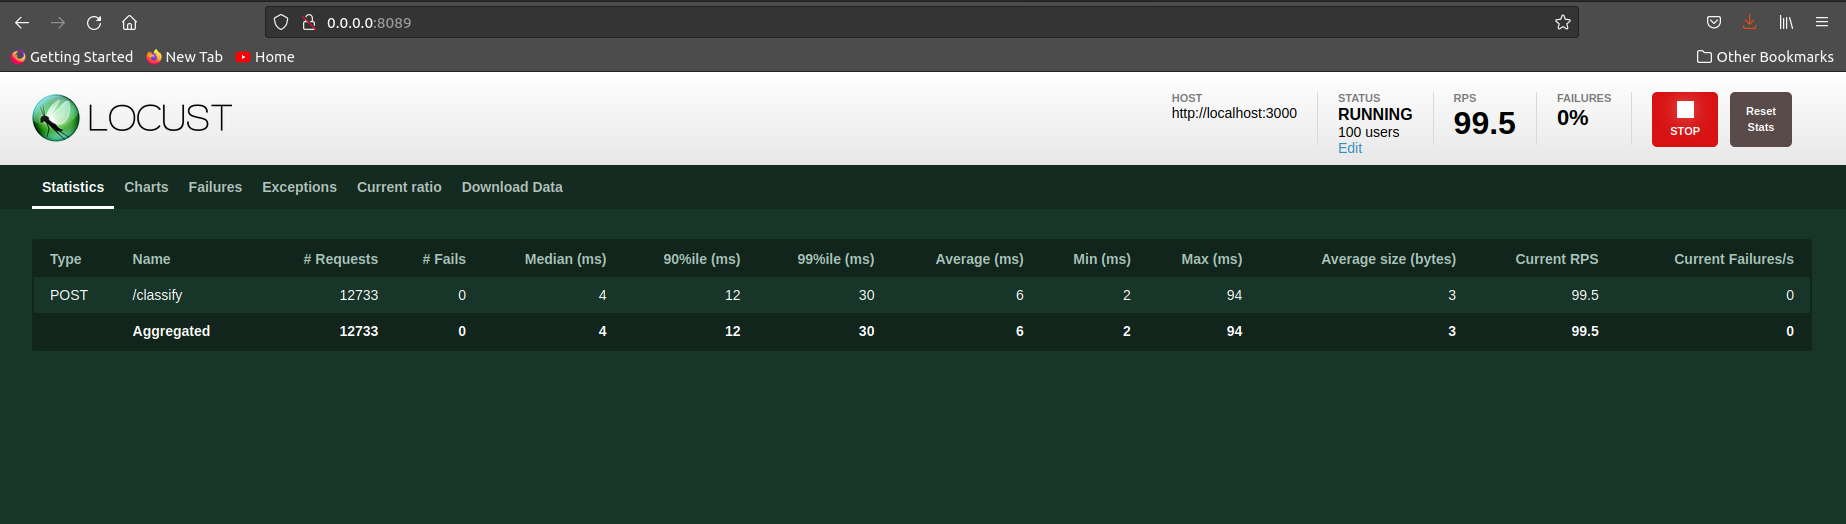 0.0.0.0:8089
Getting Started New Tab Home Other Bookmarks
LOCUST
HOST
http://localhost:3000
STATUS
RUNNING
100 users
Edit
RPS
99.5
FAILURES
0%
STOP
Reset
Stats
Statistics Charts Failures Exceptions Current ratio Download Data
Type Name # Requests # Fails Median (ms) 90%ile (ms) 99%ile (ms) Average (ms) Min (ms) Max (ms) Average size (bytes) Current RPS Current Failures/s
POST /classify 12733 0 4 12 30 6 2 94 3 99.5 0
Aggregated 12733 0 4 12 30 6 2 94 3 99.5 0